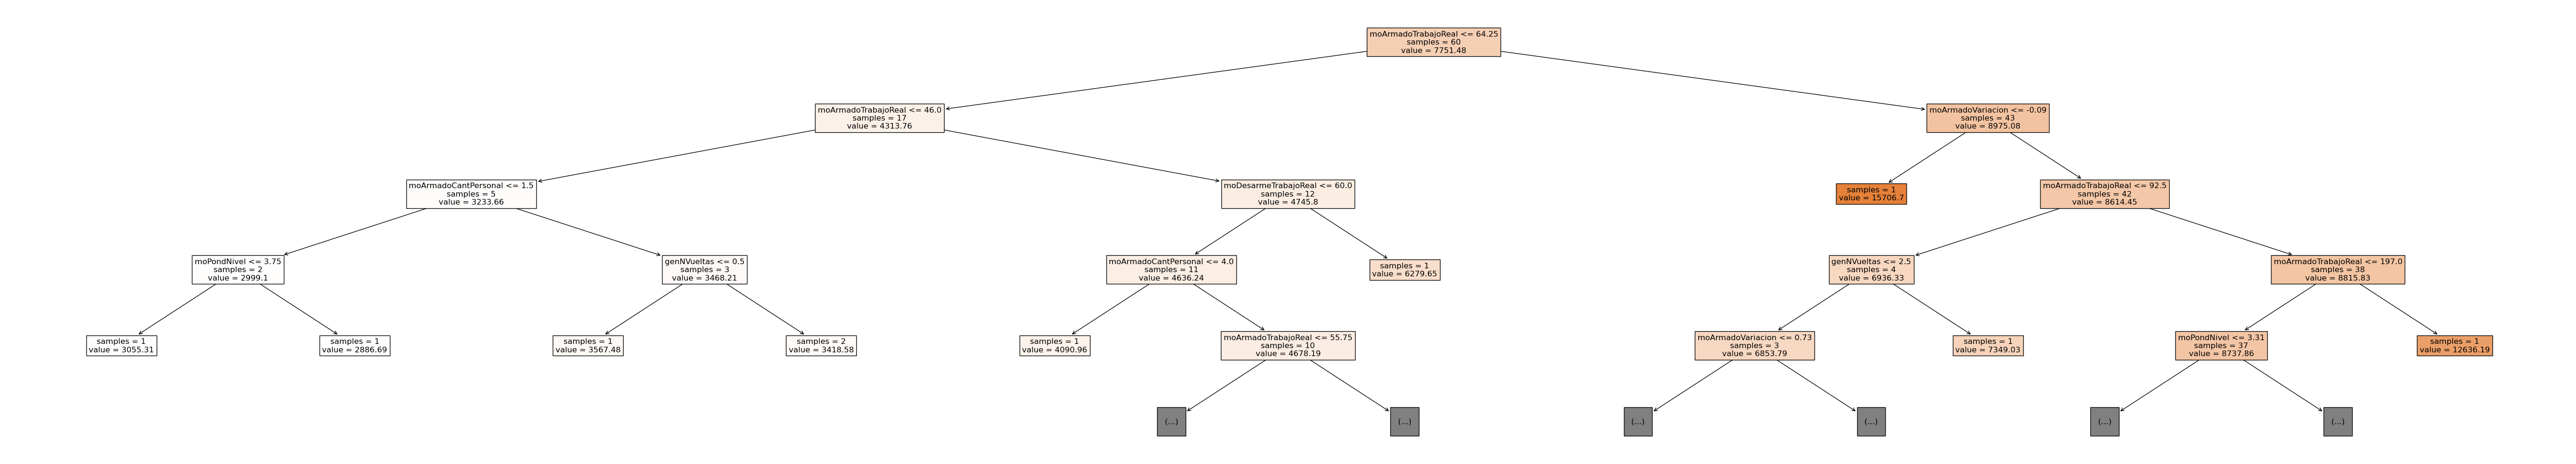 moArmadoTrabajoReal <= 64.25
samples = 60
value = 7751.48
moArmadoTrabajoReal <= 46.0
samples = 17
value = 4313.76
moArmadoVariacion <= -0.09
samples = 43
value = 8975.08
moArmadoCantPersonal <= 1.5
samples = 5
value = 3233.66
moDesarmeTrabajoReal <= 60.0
samples = 12
value = 4745.8
samples = 1
value = 15706.7
moArmadoTrabajoReal <= 92.5
samples = 42
value = 8614.45
moPondNivel <= 3.75
samples = 2
value = 2999.1
genNVueltas <= 0.5
samples = 3
value = 3468.21
moArmadoCantPersonal <= 4.0
samples = 11
value = 4636.24
samples = 1
value = 6279.65
genNVueltas <= 2.5
samples = 4
value = 6936.33
moArmadoTrabajoReal <= 197.0
samples = 38
value = 8815.83
samples = 1
value = 3055.31
samples = 1
value = 2886.69
samples = 1
value = 3567.48
samples = 2
value = 3418.58
samples = 1
value = 4090.96
moArmadoTrabajoReal <= 55.75
samples = 10
value = 4678.19
moArmadoVariacion <= 0.73
samples = 3
value = 6853.79
samples = 1
value = 7349.03
moPondNivel <= 3.31
samples = 37
value = 8737.86
samples = 1
value = 12636.19
(...)
(...)
(...)
(...)
(...)
(...)